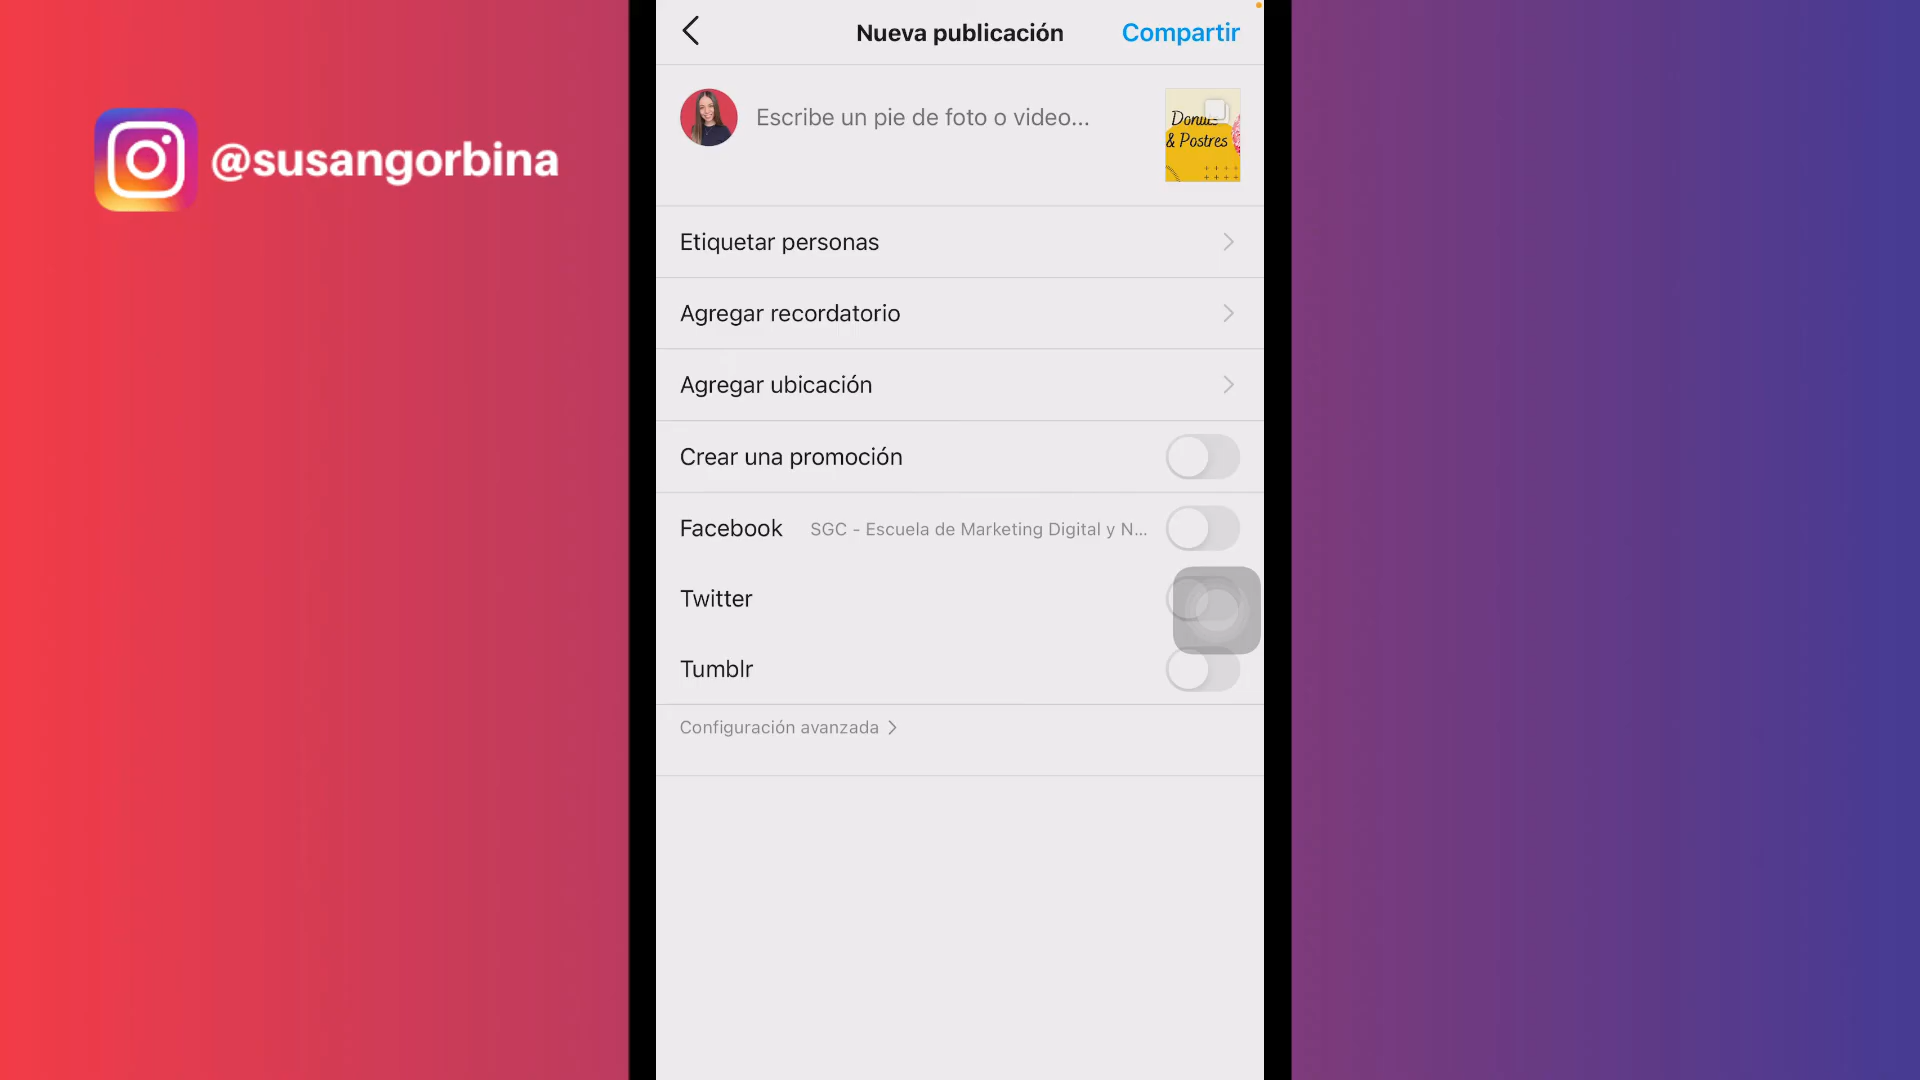 @susangorbina
Nueva publicación
Compartir
Escribe un pie de foto o video...
Donuts
& Postres
Etiquetar personas
Agregar recordatorio
Agregar ubicación
Crear una promoción
Facebook SGC - Escuela de Marketing Digital y N...
Twitter
Tumblr
Configuración avanzada